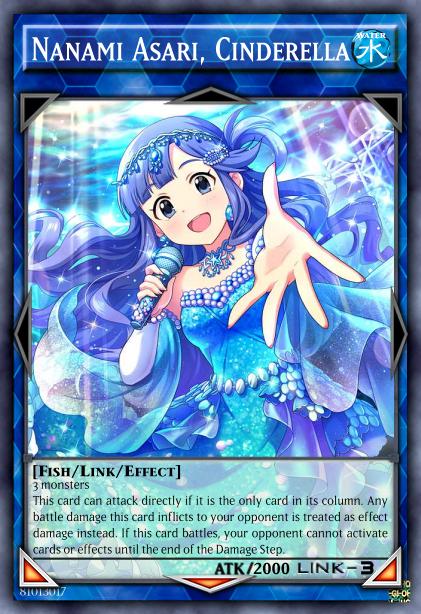 Nanami Asari, Cinderella
WATER
水
[Fish/Link/Effect]
3 monsters
This card can attack directly if it is the only card in its column. Any
battle damage this card inflicts to your opponent is treated as effect
damage instead. If this card battles, your opponent cannot activate
cards or effects until the end of the Damage Step.
ATK/2000 LINK-3
81013017